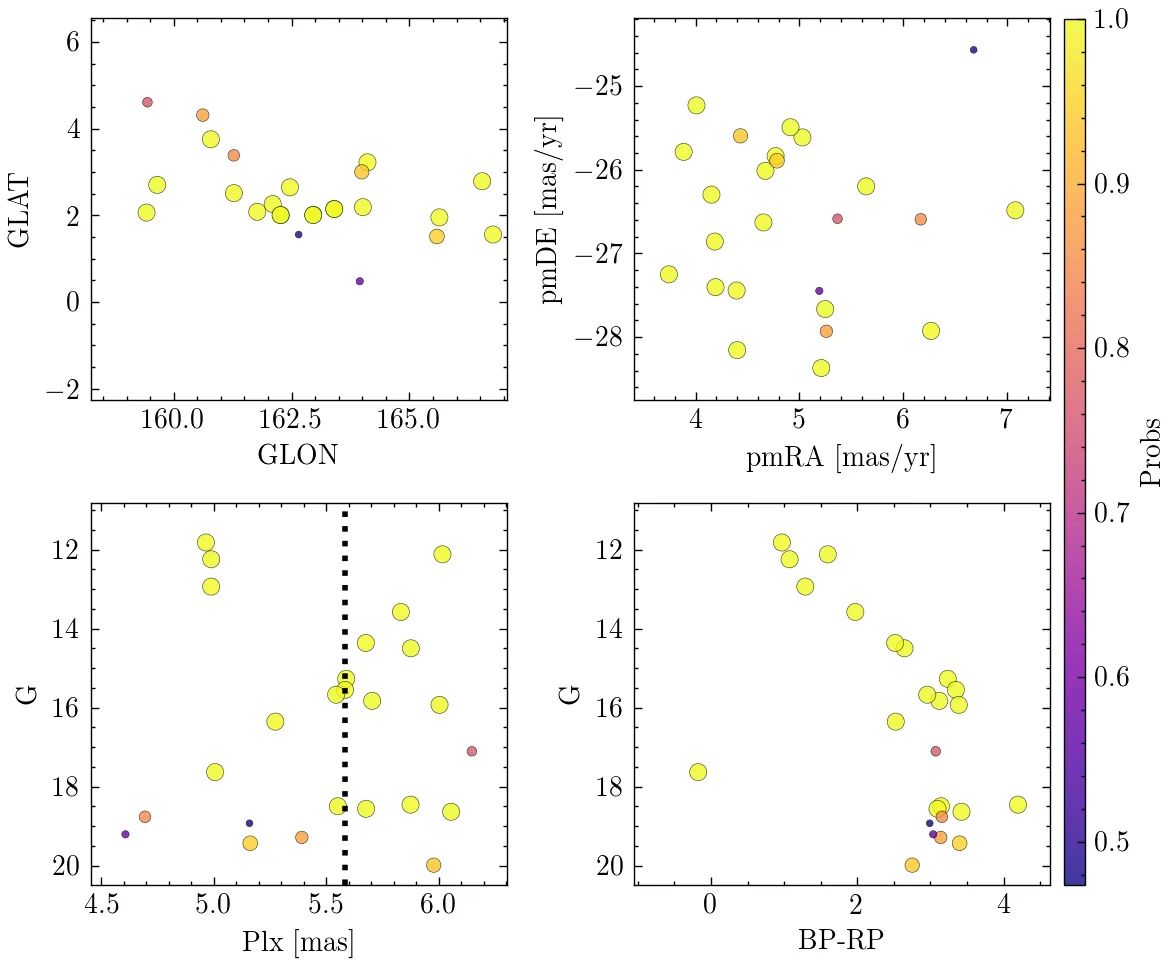 6
4
2
0
−2
GLAT
160.0 162.5 165.0
GLON
−25
−26
−27
−28
pmDE [mas/yr]
4 5 6 7
pmRA [mas/yr]
12
14
16
18
20
G
4.5 5.0 5.5 6.0
Plx [mas]
12
14
16
18
20
G
0 2 4
BP-RP
1.0
0.9
0.8
0.7
0.6
0.5
Probs